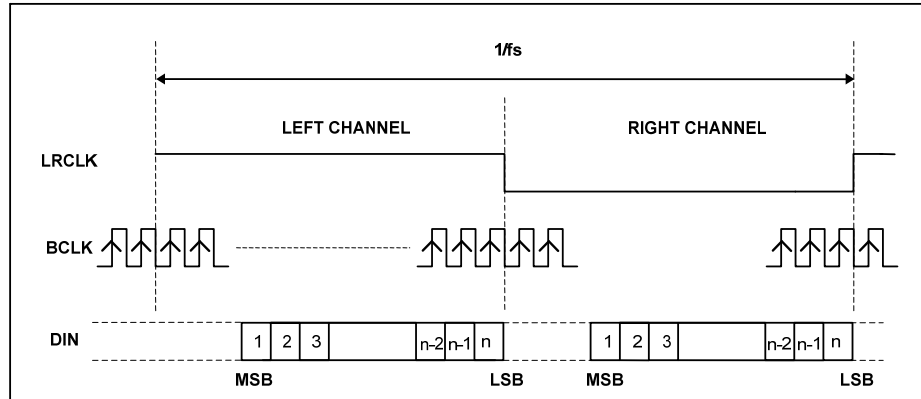 1/fs
LEFT CHANNEL RIGHT CHANNEL
LRCLK
BCLK
DIN 1 2 3 n-2 n-1 n 1 2 3 n-2 n-1 n
MSB LSB MSB LSB